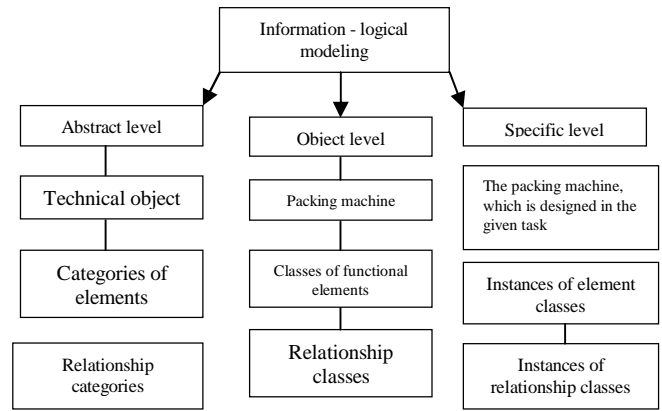 Information - logical
modeling
Abstract level
Technical object
Categories of
elements
Relationship
categories
Object level
Packing machine
Classes of functional
elements
Relationship
classes
Specific level
The packing machine,
which is designed in the
given task
Instances of element
classes
Instances of
relationship classes